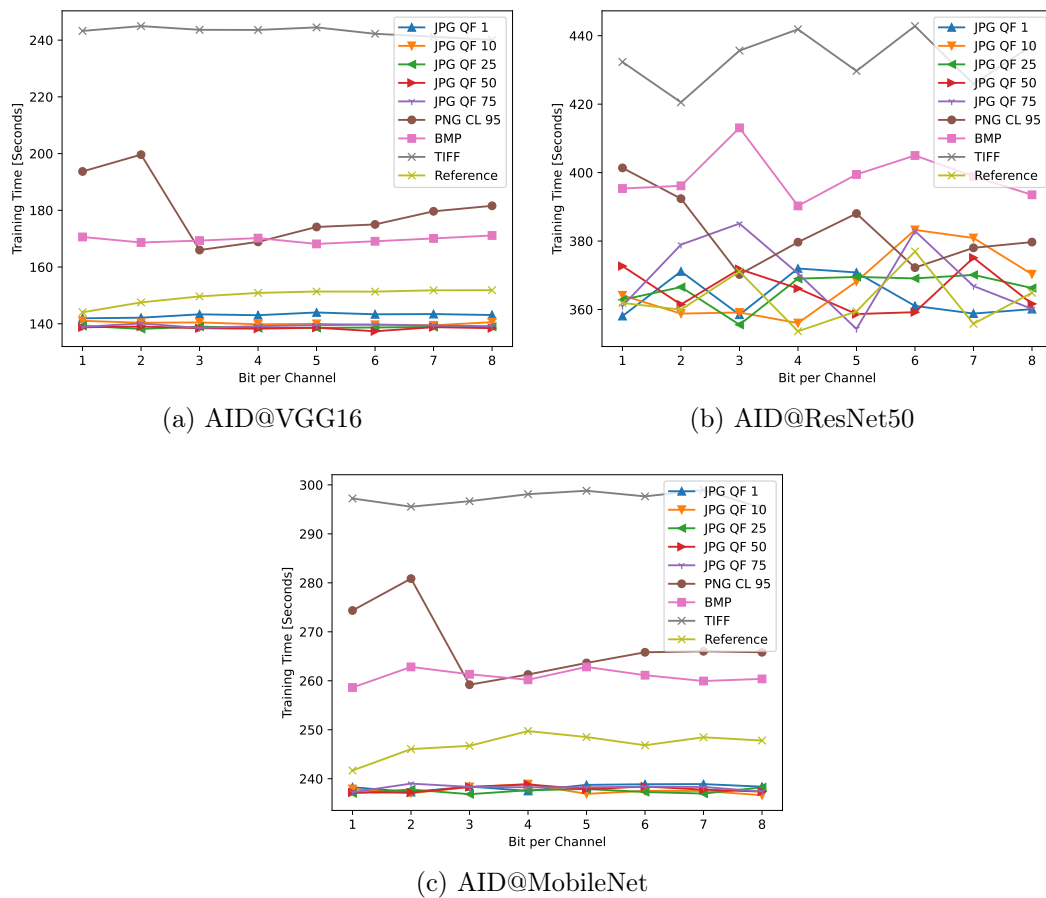 240
220
200
180
160
140
Training Time [Seconds]
1 2 3 4 5 6 7 8
Bit per Channel
JPG QF 1
JPG QF 10
JPG QF 25
JPG QF 50
JPG QF 75
PNG CL 95
BMP
TIFF
Reference
(a) AID@VGG16
440
420
400
380
360
Training Time [Seconds]
1 2 3 4 5 6 7 8
Bit per Channel
JPG QF 1
JPG QF 10
JPG QF 25
JPG QF 50
JPG QF 75
PNG CL 95
BMP
TIFF
Reference
(b) AID@ResNet50
300
290
280
270
260
250
240
Training Time [Seconds]
1 2 3 4 5 6 7 8
Bit per Channel
JPG QF 1
JPG QF 10
JPG QF 25
JPG QF 50
JPG QF 75
PNG CL 95
BMP
TIFF
Reference
(c) AID@MobileNet